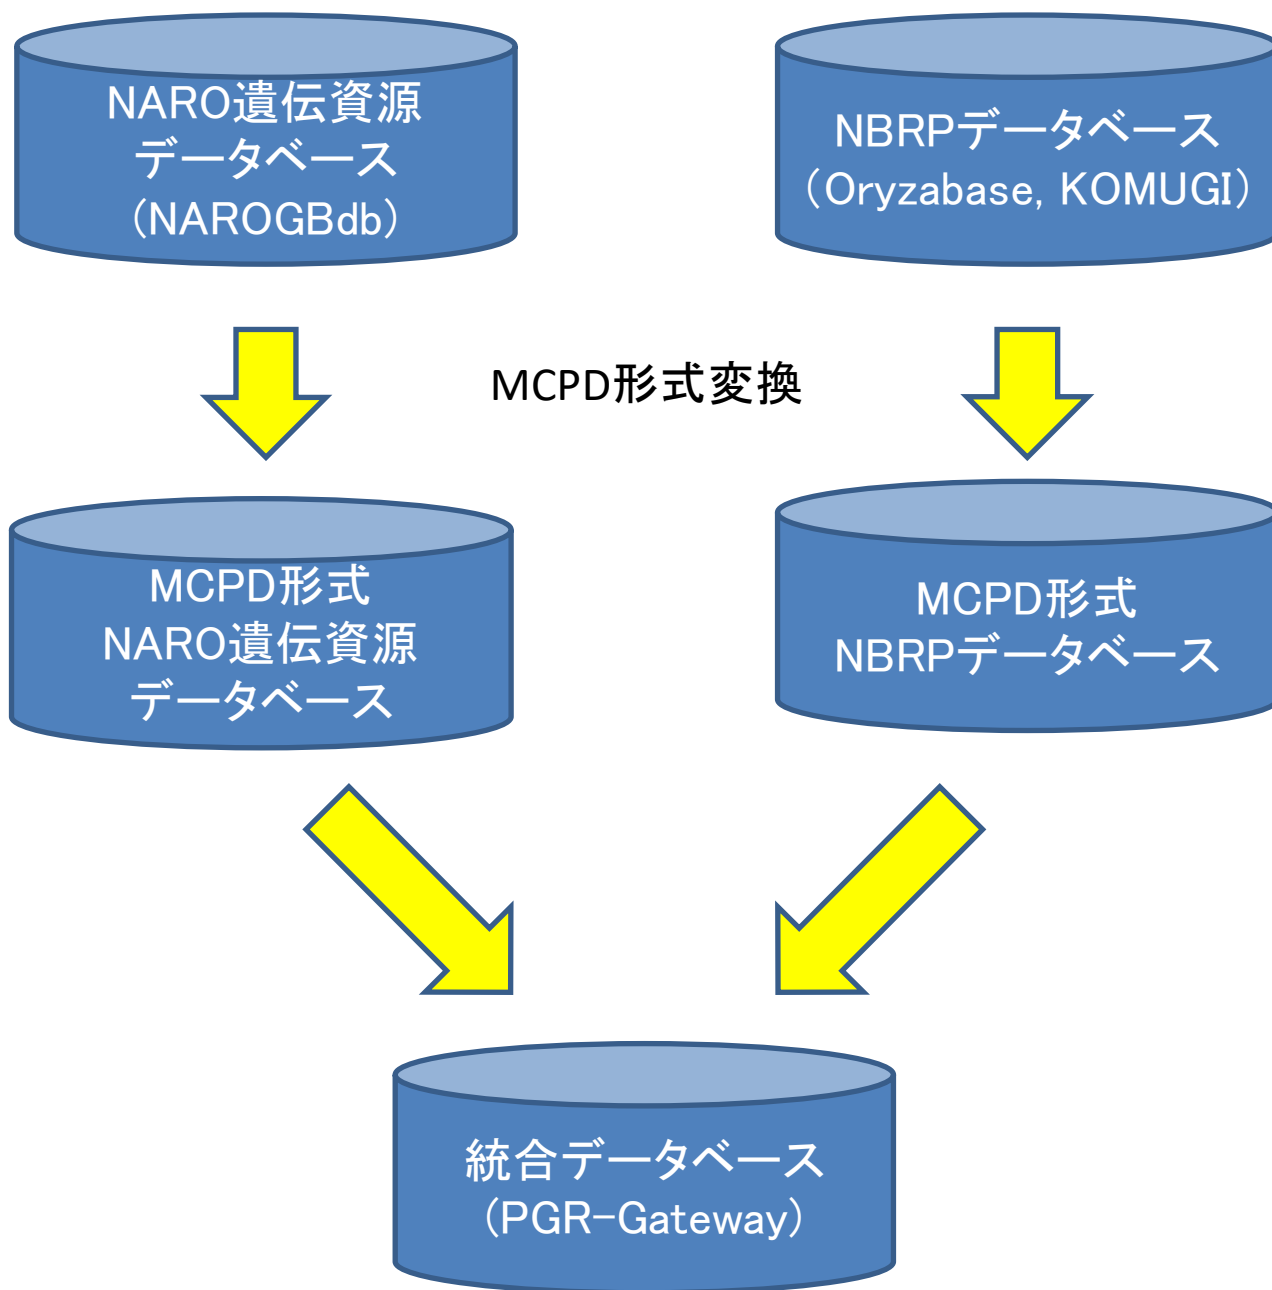 NARO遺伝資源
データベース
(NAROGBdb)
NBRPデータベース
(Oryzabase, KOMUGI)
MCPD形式変換
MCPD形式
NARO遺伝資源
データベース
MCPD形式
NBRPデータベース
統合データベース
(PGR-Gateway)